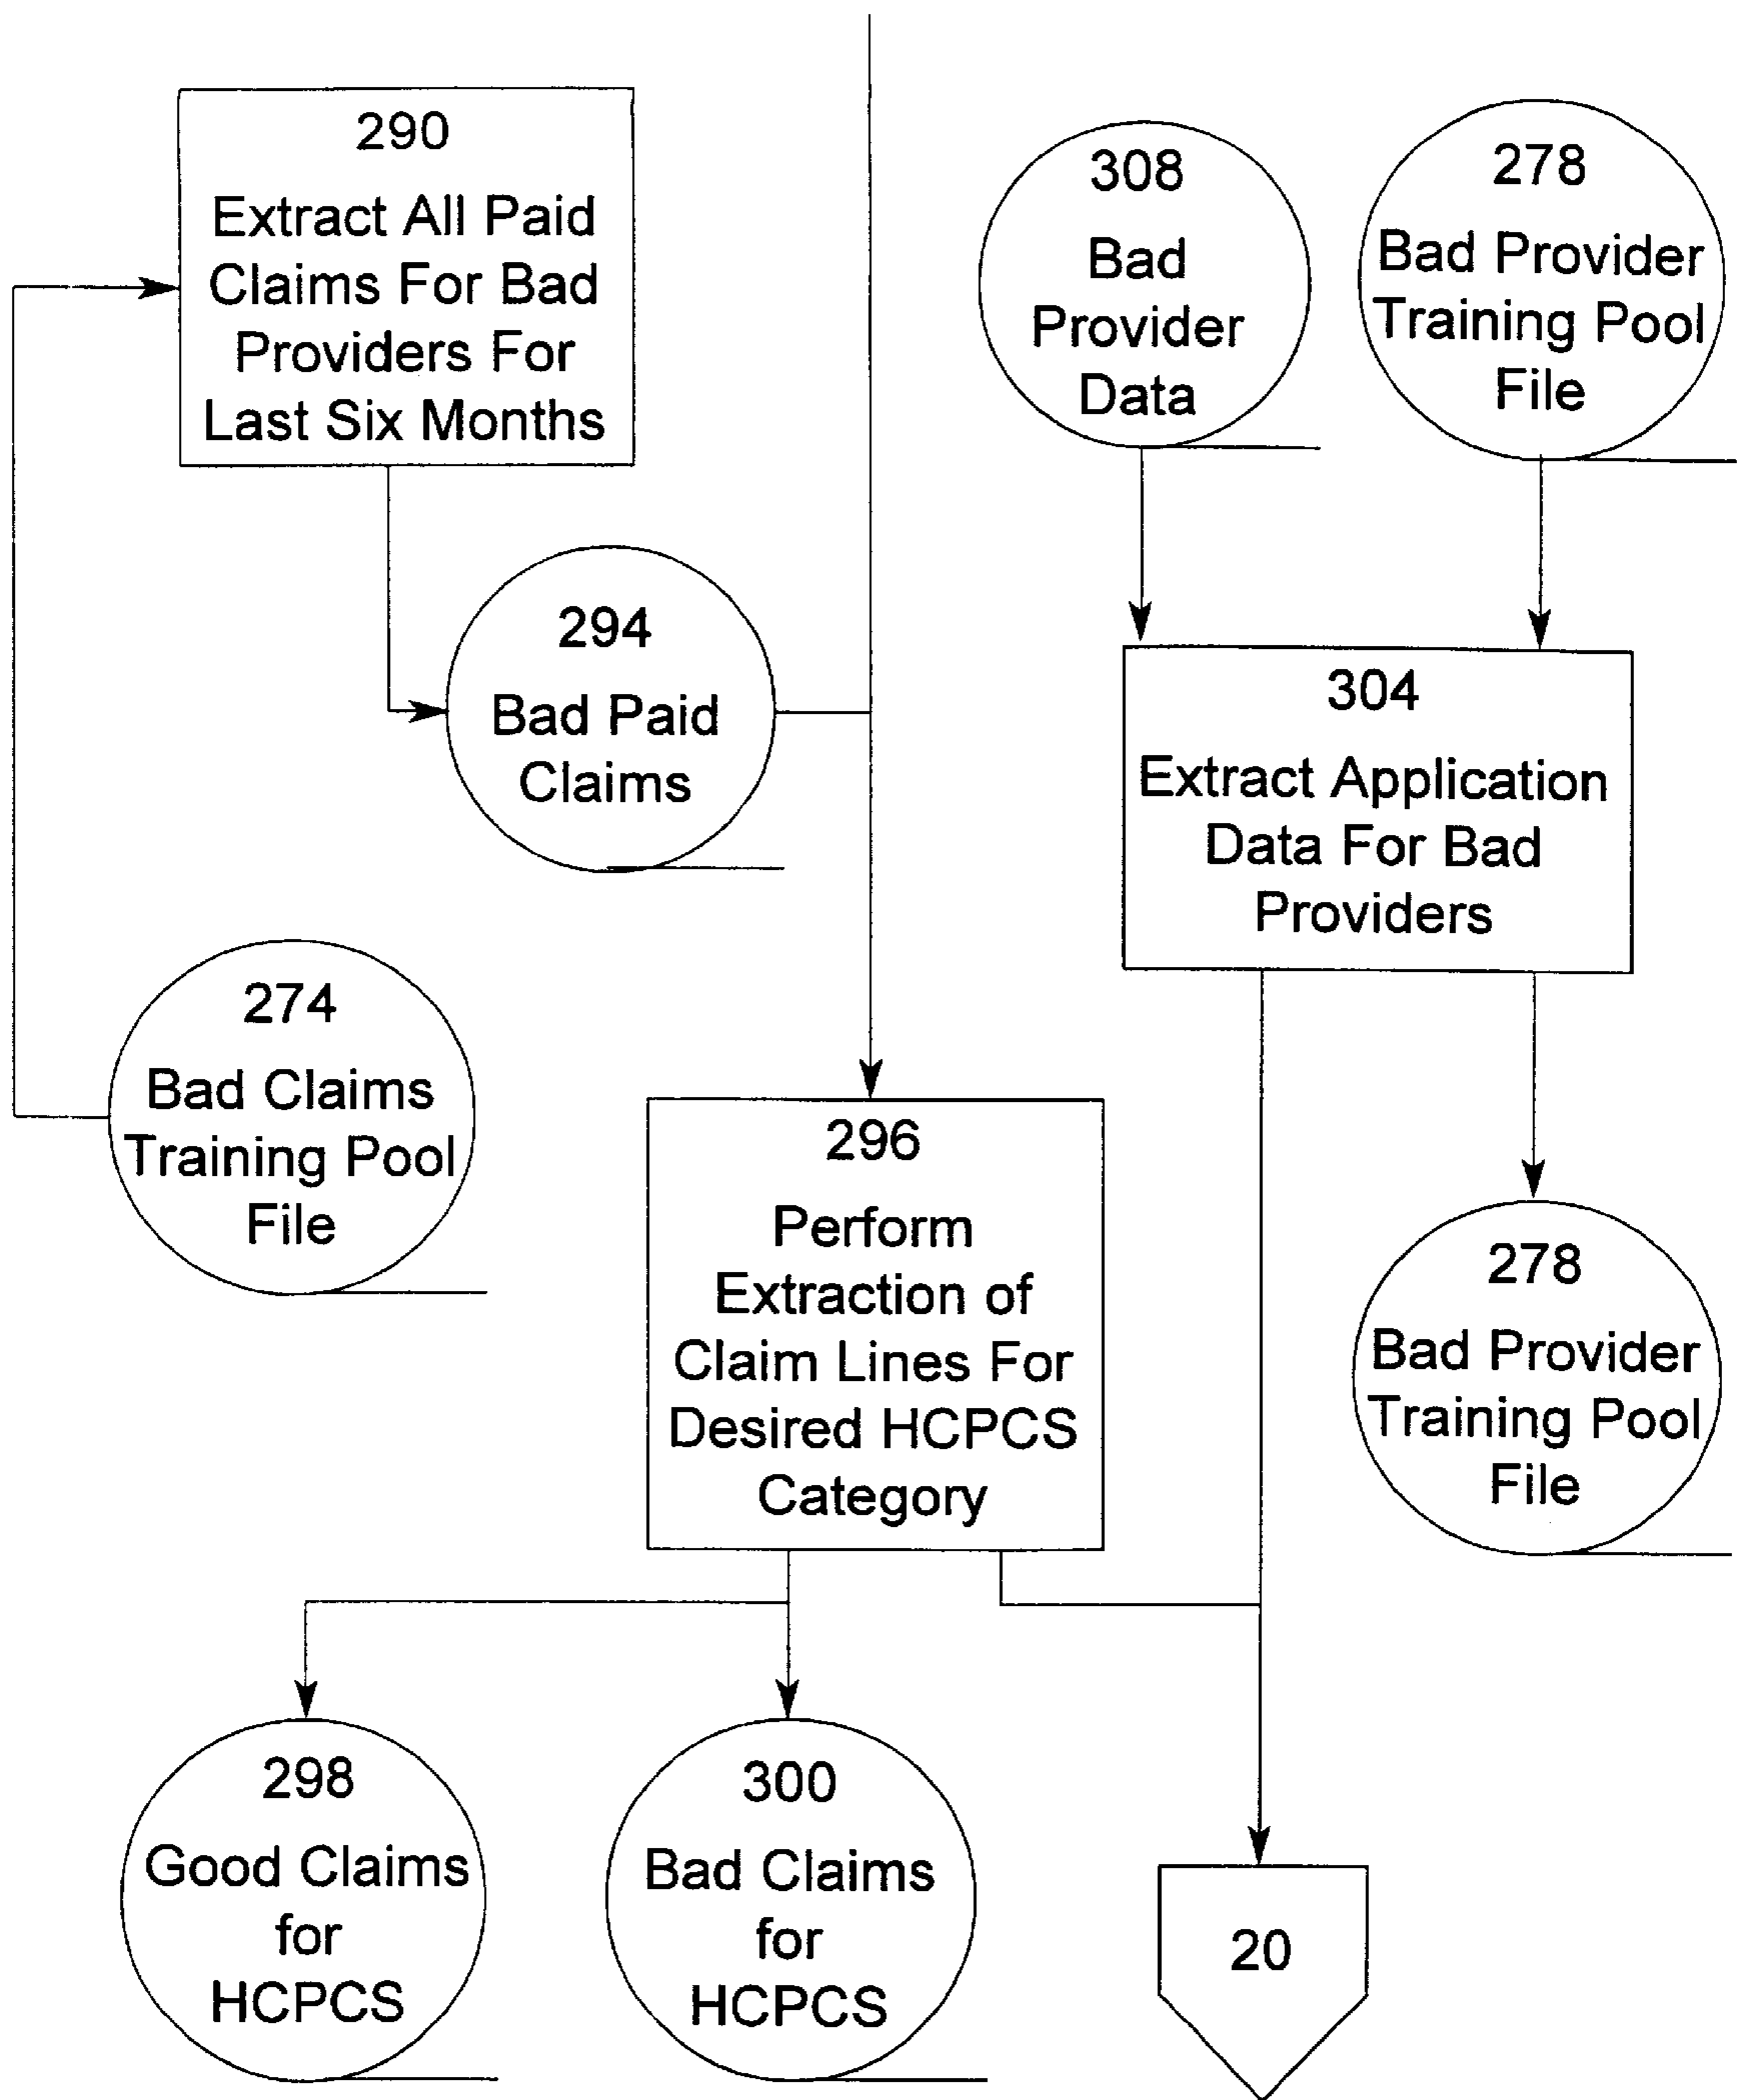 290
Extract All Paid
Claims For Bad
Providers For
Last Six Months
308
Bad
Provider
Data
278
Bad Provider
Training Pool
File
294
Bad Paid
Claims
304
Extract Application
Data For Bad
Providers
274
Bad Claims
Training Pool
File
296
Perform
Extraction of
Claim Lines For
Desired HCPCS
Category
278
Bad Provider
Training Pool
File
298
Good Claims
for
HCPCS
300
Bad Claims
for
HCPCS
20